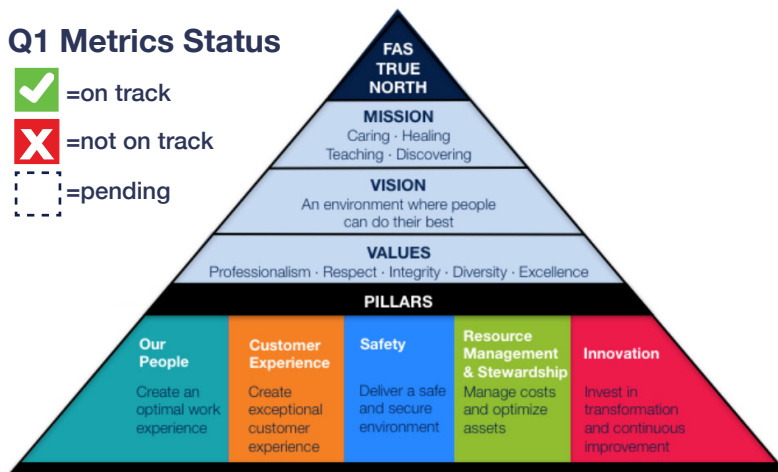 Q1 Metrics Status
=on track
=not on track
=pending
FAS
TRUE
NORTH
MISSION
Caring · Healing
Teaching · Discovering
VISION
An environment where people
can do their best
VALUES
Professionalism · Respect · Integrity · Diversity · Excellence
PILLARS
Our
People
Create an
optimal work
experience
Customer
Experience
Create
exceptional
customer
experience
Safety
Deliver a safe
and secure
environment
Resource
Management
& Stewardship
Manage costs
and optimize
assets
Innovation
Invest in
transformation
and continuous
improvement